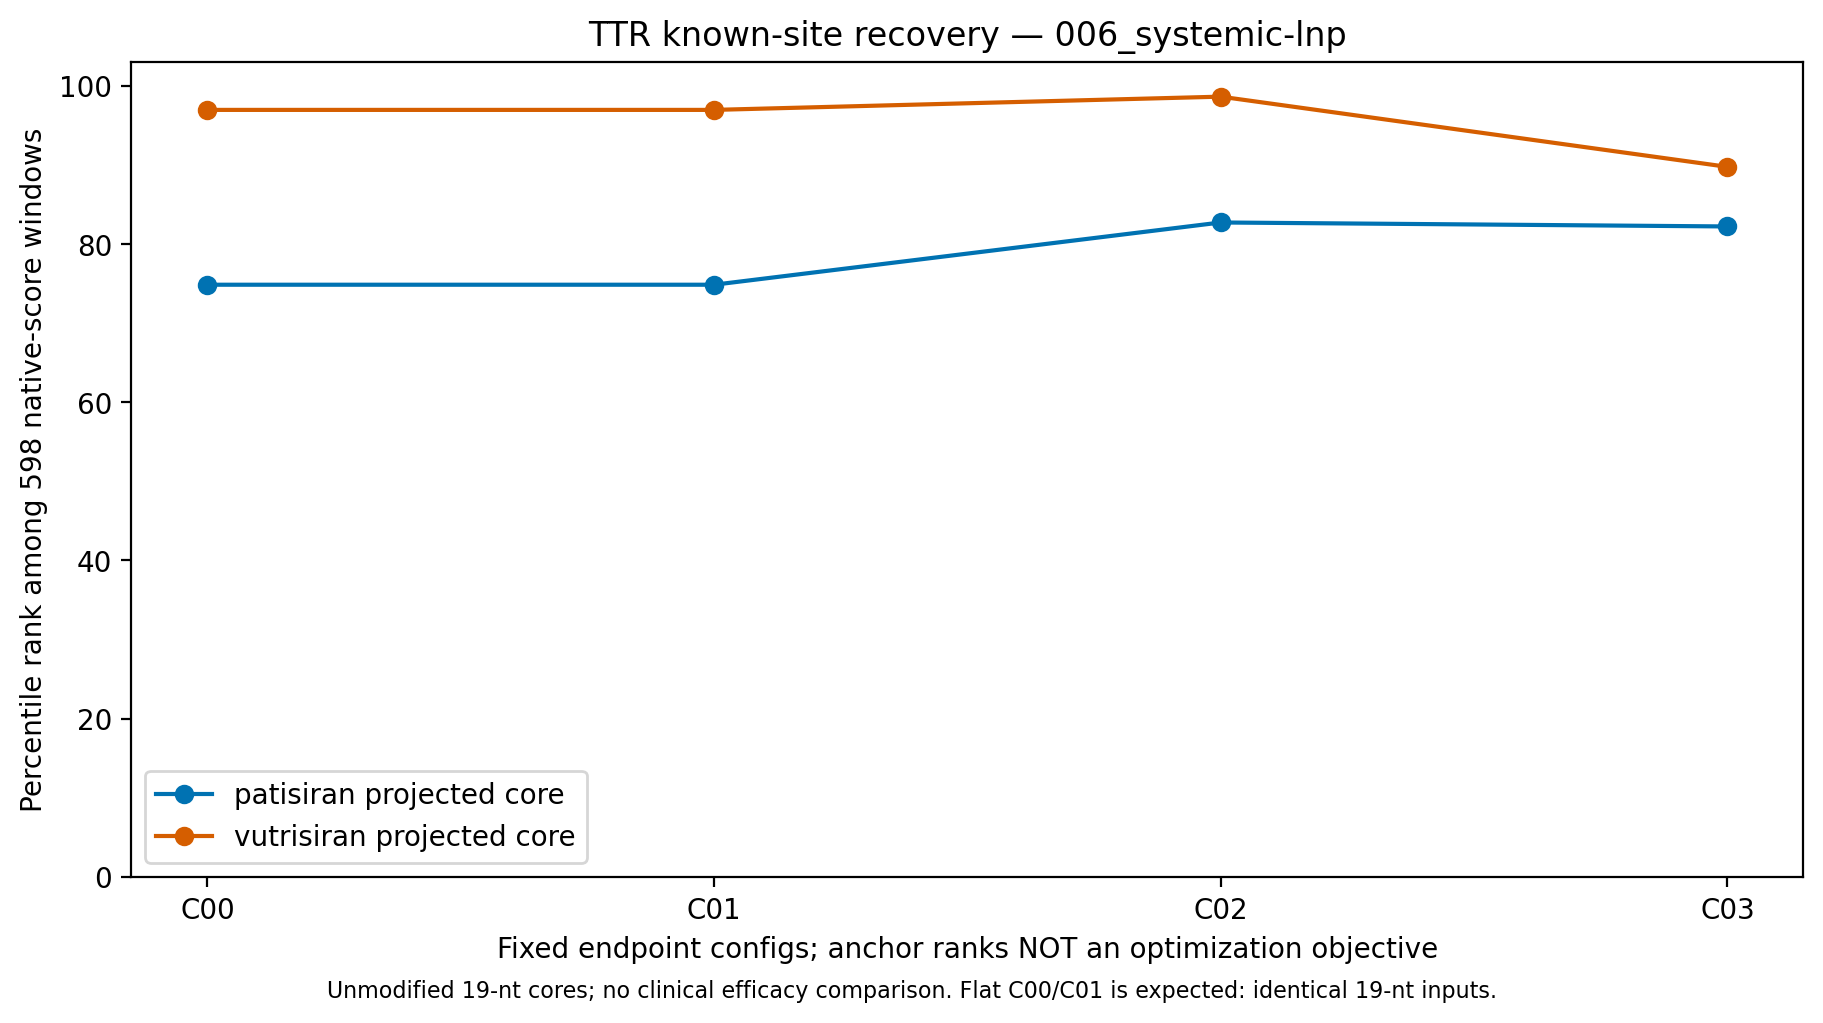 TTR known-site recovery — 006_systemic-lnp
Percentile rank among 598 native-score windows
100
80
60
40
20
0
patisiran projected core
vutrisiran projected core
C00
C01
C02
C03
Fixed endpoint configs; anchor ranks NOT an optimization objective
Unmodified 19-nt cores; no clinical efficacy comparison. Flat C00/C01 is expected: identical 19-nt inputs.